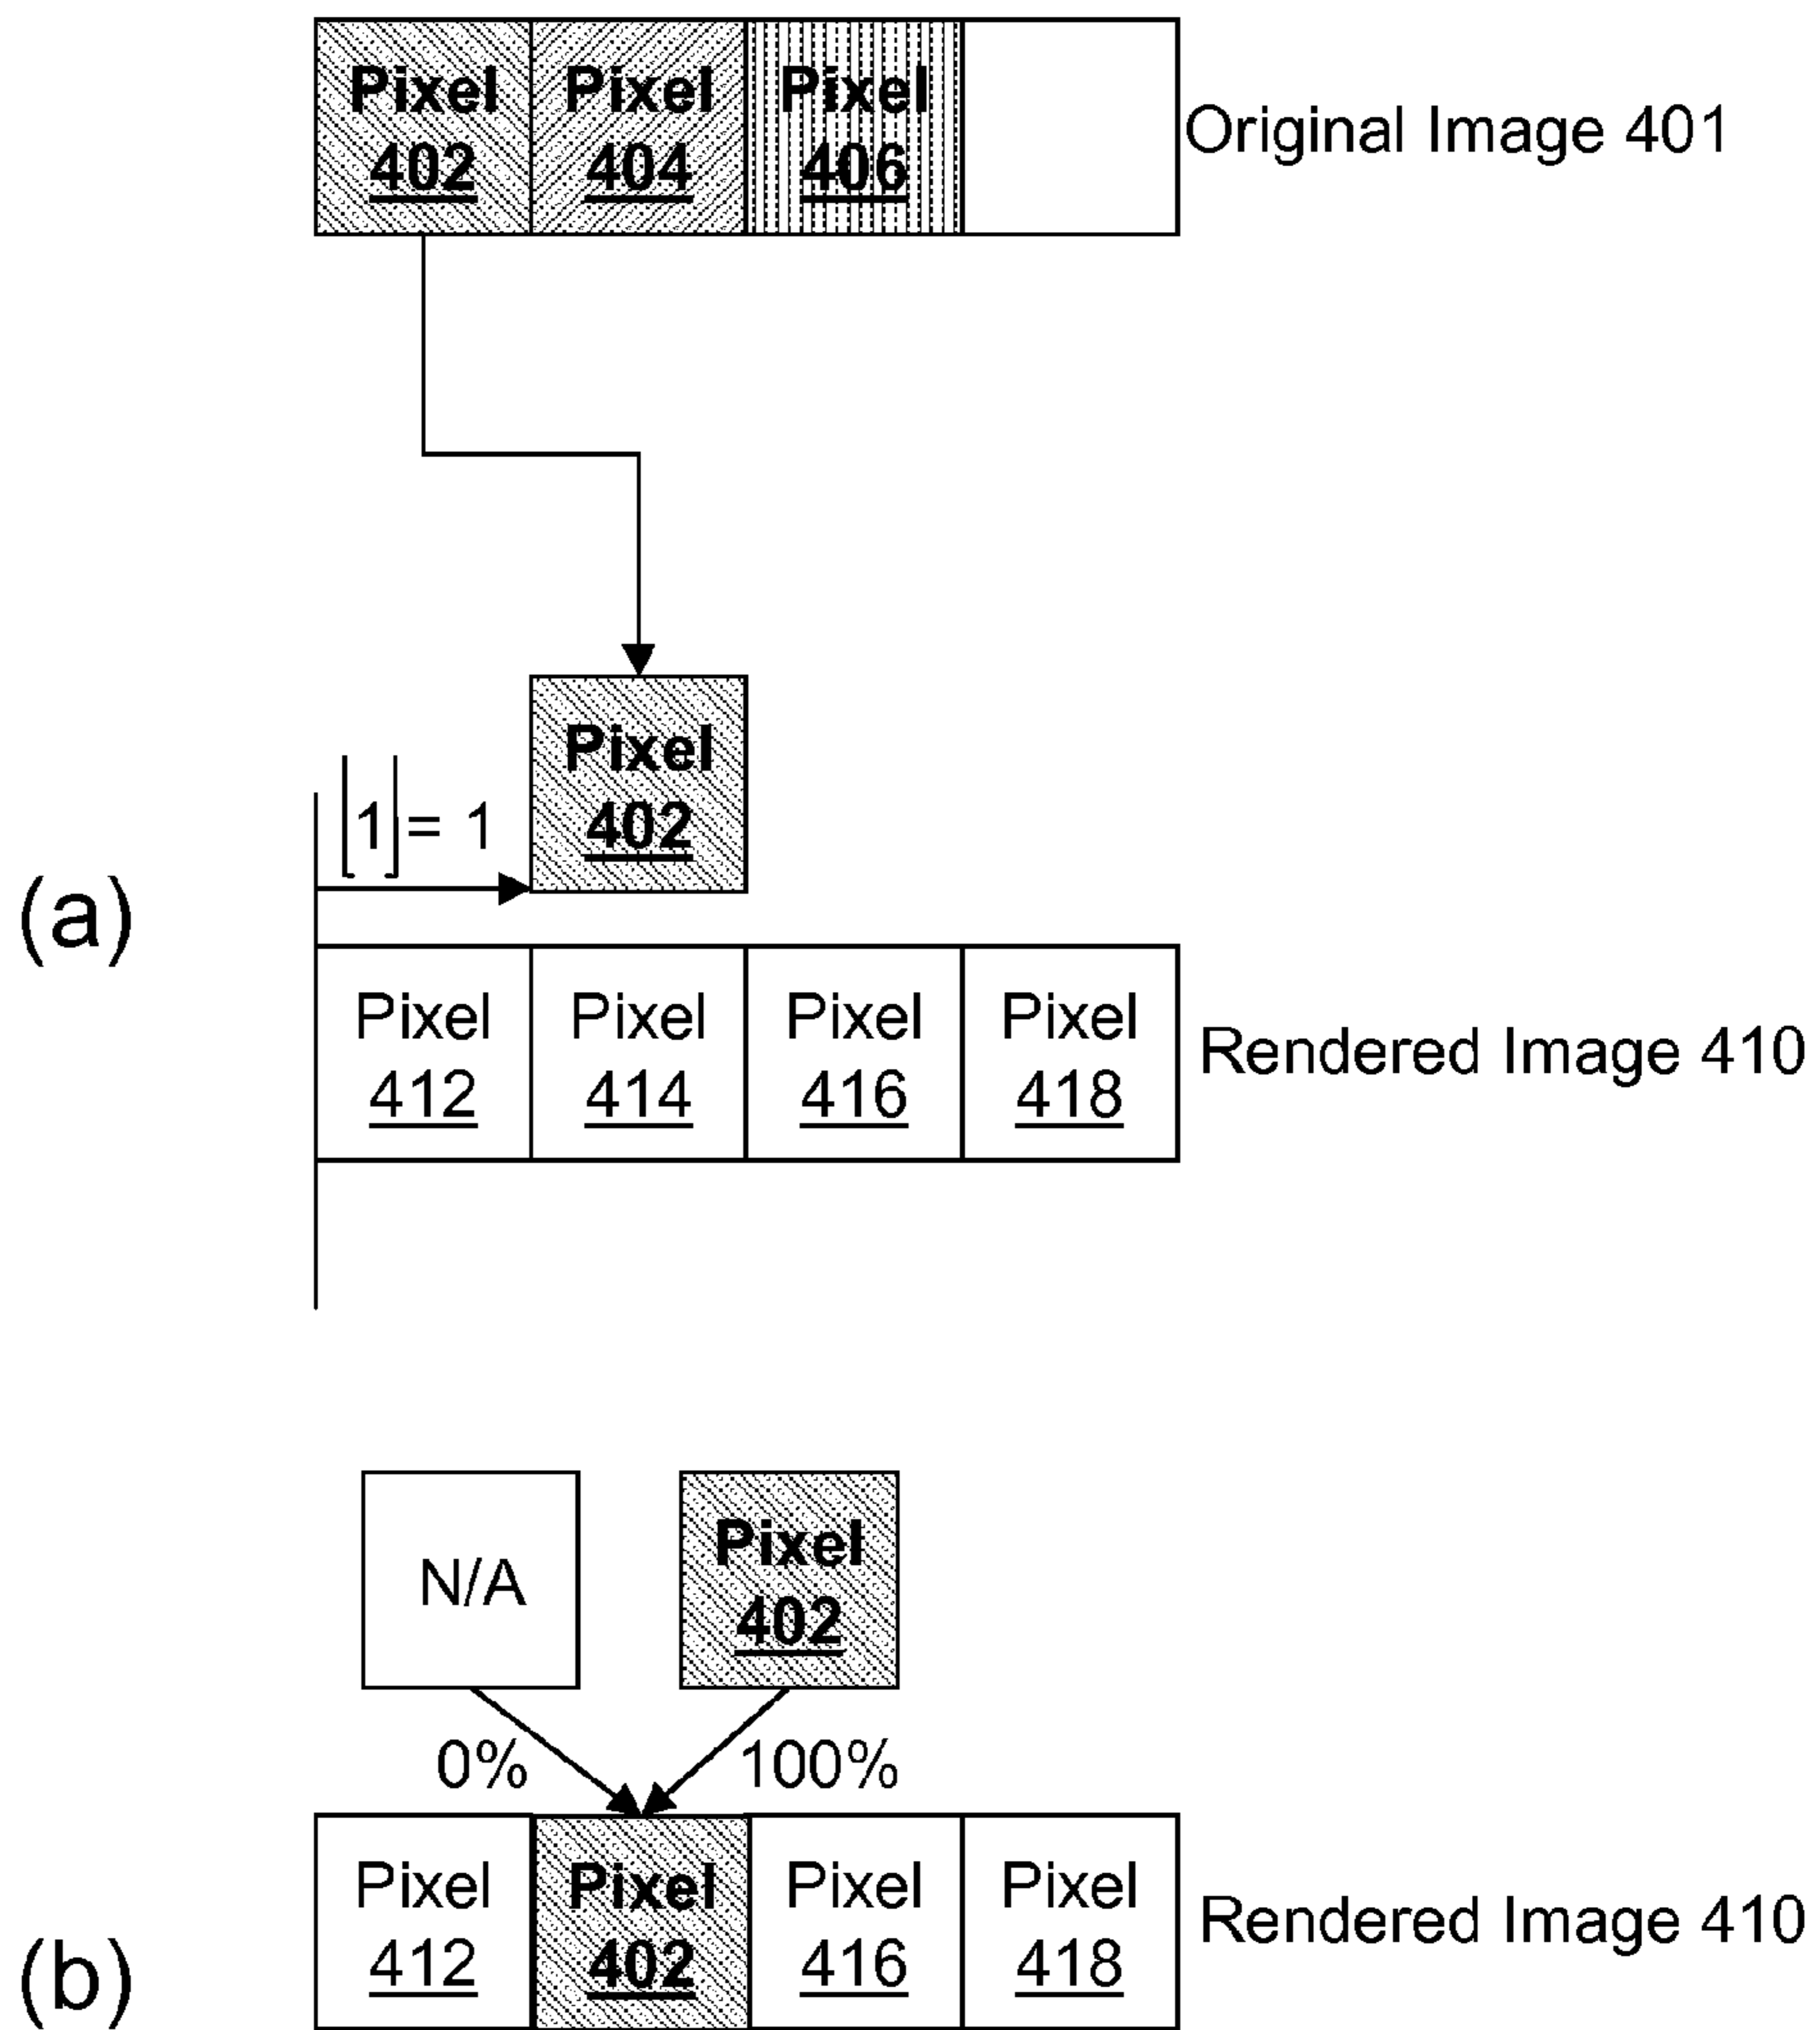 Pixel Pixel Pixel
402 404 406
Original Image 401
Pixel
402
⌊1⌋= 1
(a)
Pixel Pixel Pixel Pixel
412 414 416 418
Rendered Image 410
N/A
Pixel
402
0% 100%
Pixel Pixel Pixel Pixel
412 402 416 418
Rendered Image 410
(b)